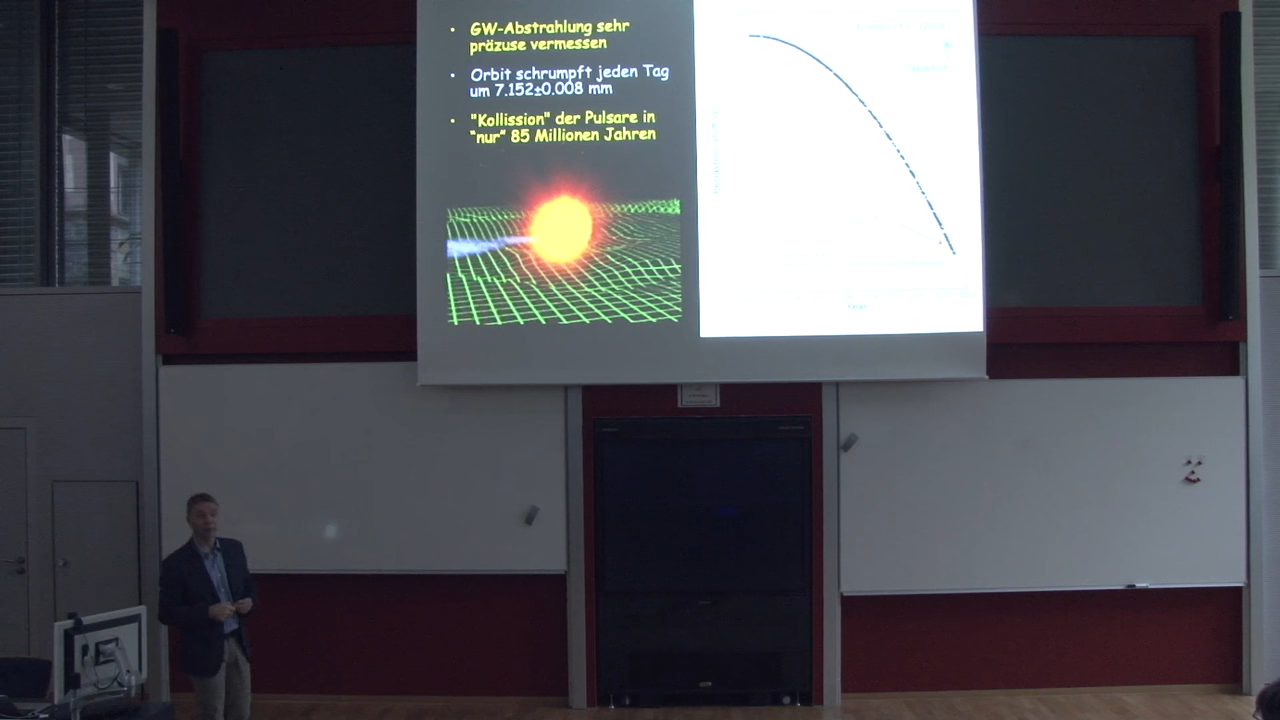 GW-Abstrahlung sehr
präzuse vermessen
Orbit schrumpft jeden Tag
um 7.152±0.008 mm
"Kollission" der Pulsare in
"nur" 85 Millionen Jahren